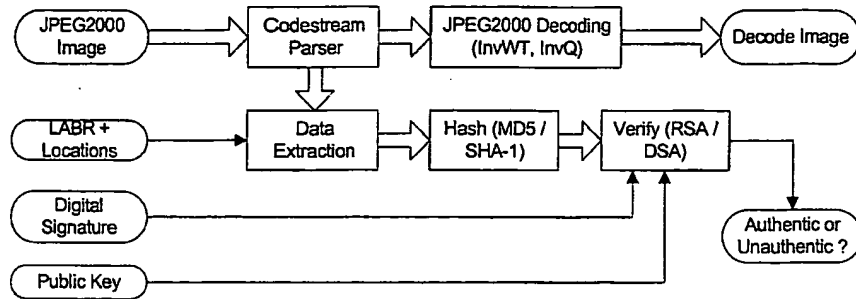 JPEG2000
Image
Codestream
Parser
JPEG2000 Decoding
(InvWT, InvQ)
Decode Image
LABR +
Locations
Data
Extraction
Hash (MD5 /
SHA-1)
Verify (RSA /
DSA)
Digital
Signature
Authentic or
Unauthentic ?
Public Key